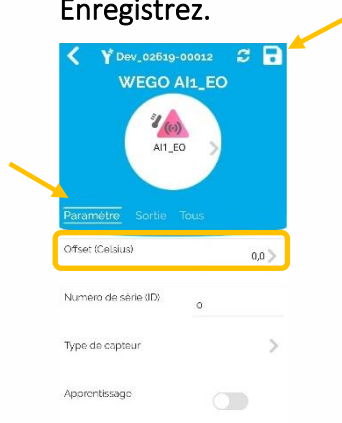 Enregistrez.
Dev_02619-00012
WEGO AI1_EO
AI1_EO
Paramètre Sortie Tous
Offset (Celsius)
0,0
Numéro de série (ID)
0
Type de capteur
Apprentissage